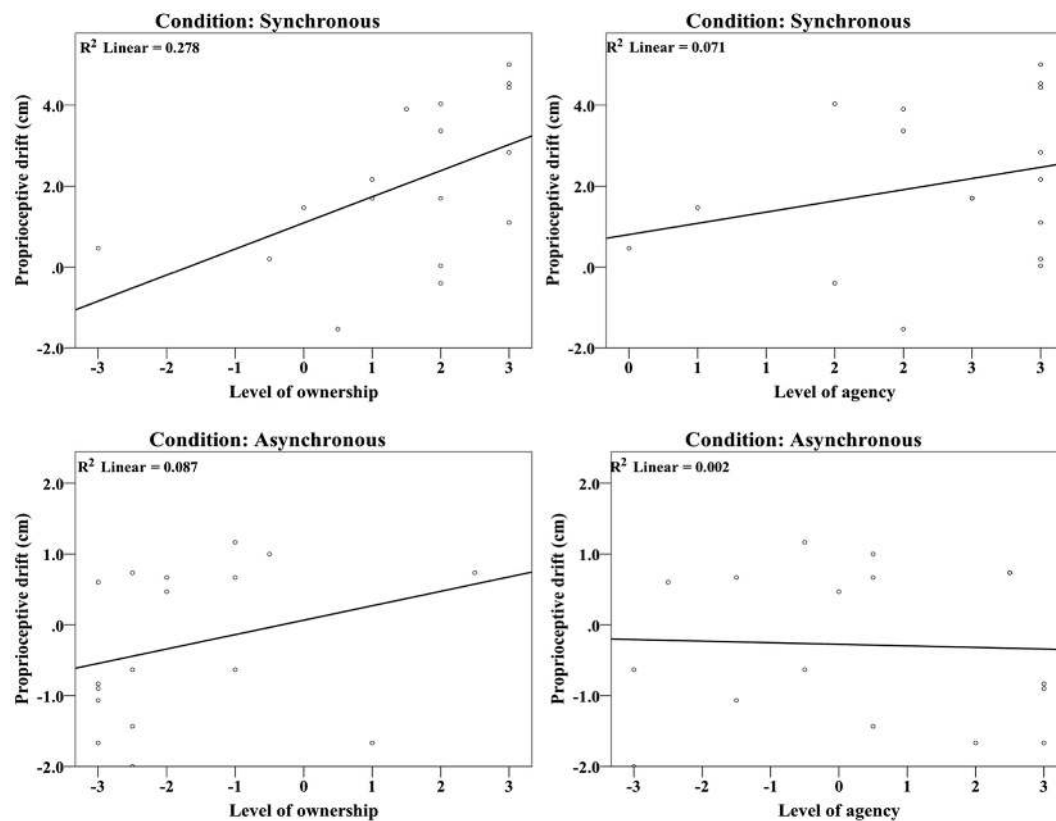 Condition: Synchronous
R² Linear = 0.278
Proprioceptive drift (cm)
4.0
2.0
.0
-2.0
-3 -2 -1 0 1 2 3
Level of ownership
Condition: Synchronous
R² Linear = 0.071
Proprioceptive drift (cm)
4.0
2.0
.0
-2.0
0 1 1 2 2 3 3
Level of agency
Condition: Asynchronous
R² Linear = 0.087
Proprioceptive drift (cm)
2.0
1.0
.0
-1.0
-2.0
-3 -2 -1 0 1 2 3
Level of ownership
Condition: Asynchronous
R² Linear = 0.002
Proprioceptive drift (cm)
2.0
1.0
.0
-1.0
-2.0
-3 -2 -1 0 1 2 3
Level of agency